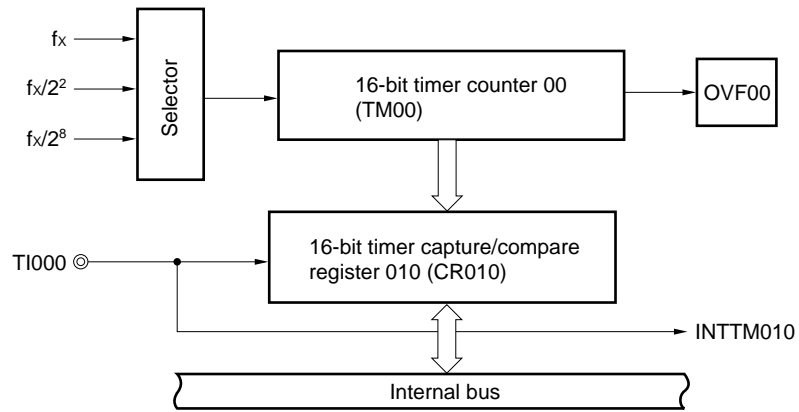 fX
fX/2²
fX/2⁸
Selector
16-bit timer counter 00
(TM00)
OVF00
TI000
16-bit timer capture/compare
register 010 (CR010)
INTTM010
Internal bus